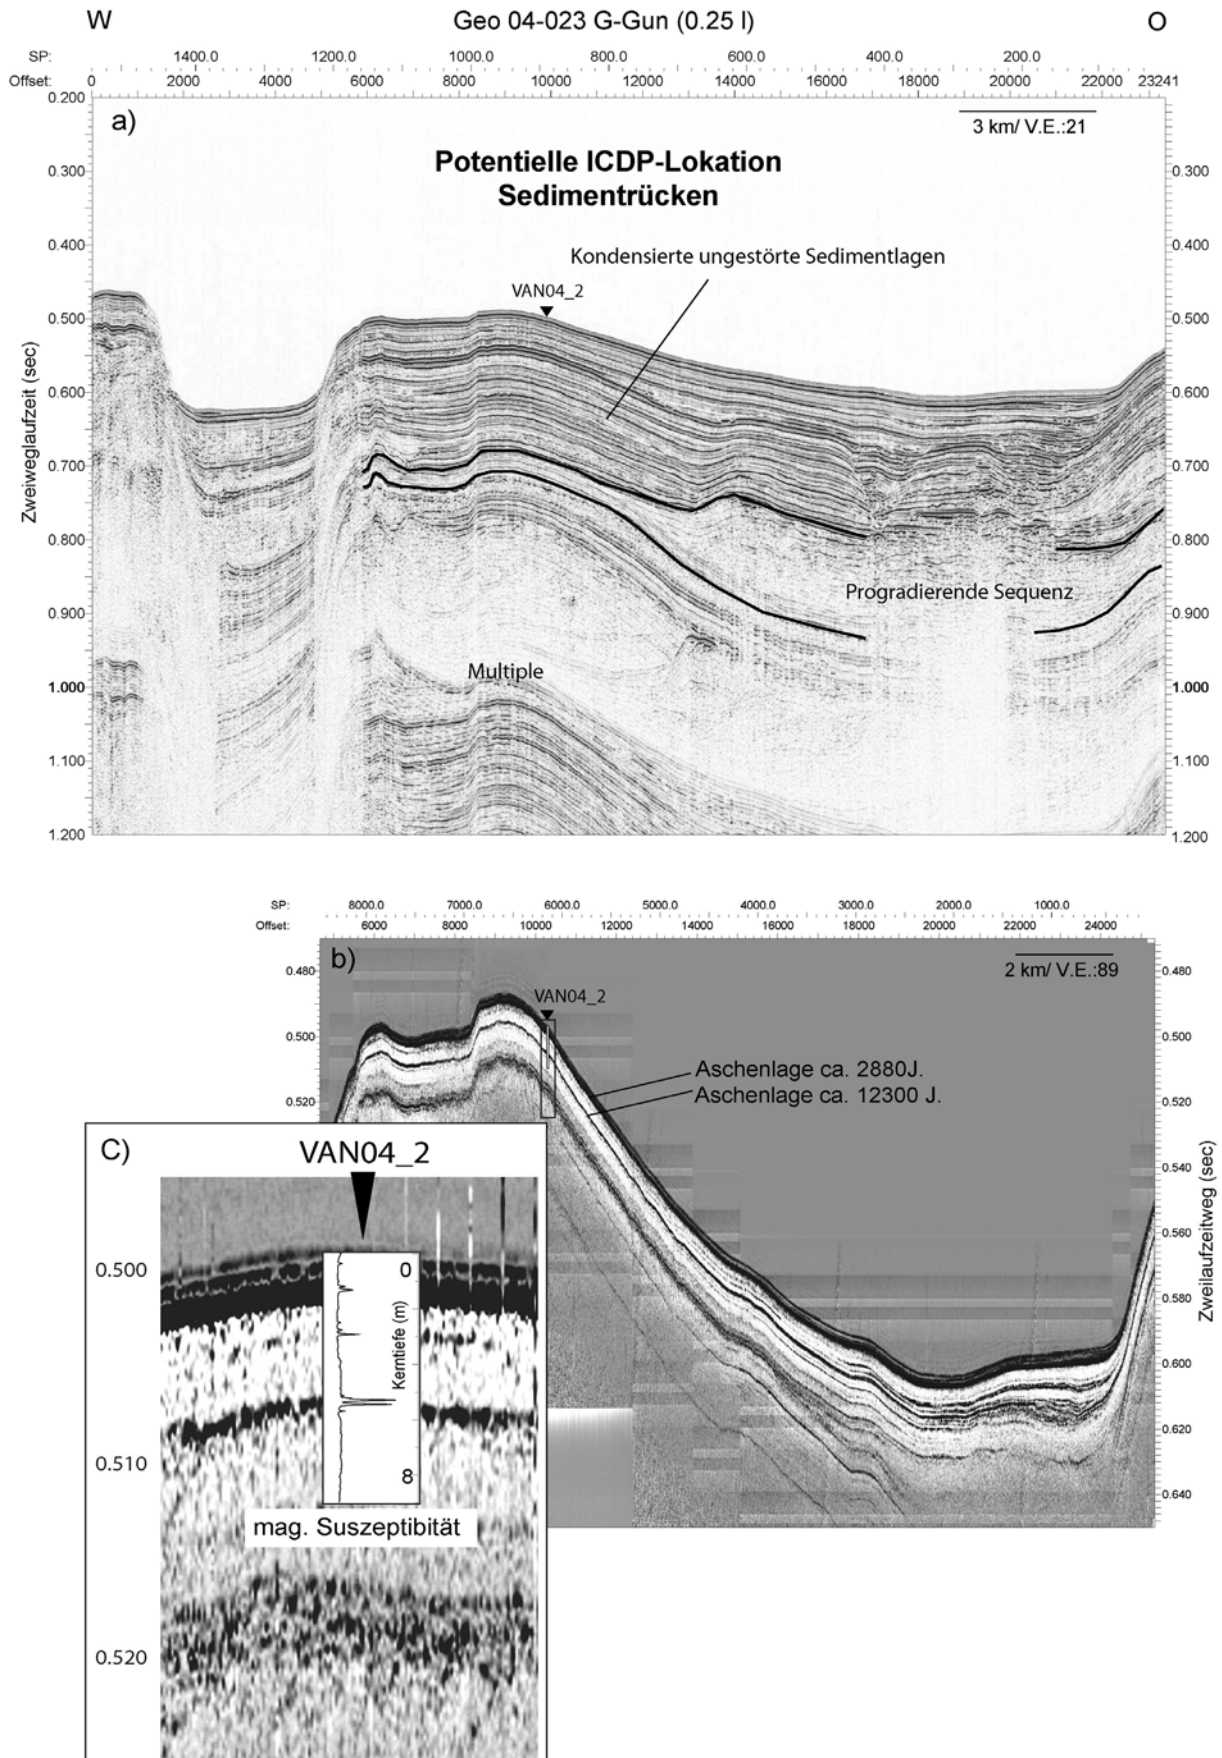 W
Geo 04-023 G-Gun (0.25 l)
O
SP: 1400.0 1200.0 1000.0 800.0 600.0 400.0 200.0
Offset: 0 2000 4000 6000 8000 10000 12000 14000 16000 18000 20000 22000 23241
a)
3 km/ V.E.:21
Potentielle ICDP-Lokation
Sedimentrücken
Kondensierte ungestörte Sedimentlagen
VAN04_2
Progradierende Sequenz
Multiple
Zweiweglaufzeit (sec)
0.200
0.300 0.300
0.400 0.400
0.500 0.500
0.600 0.600
0.700 0.700
0.800 0.800
0.900 0.900
1.000 1.000
1.100 1.100
1.200 1.200
SP: 8000.0 7000.0 6000.0 5000.0 4000.0 3000.0 2000.0 1000.0
Offset: 6000 8000 10000 12000 14000 16000 18000 20000 22000 24000
b)
2 km/ V.E.:89
VAN04_2
Aschenlage ca. 2880J.
Aschenlage ca. 12300 J.
0.480 0.480
0.500 0.500
0.520 0.520
0.540
0.560
0.580
0.600
0.620
0.640
Zweilaufzeitweg (sec)
C)
VAN04_2
0.500
0.510
0.520
0
Kerntiefe (m)
8
mag. Suszeptibität